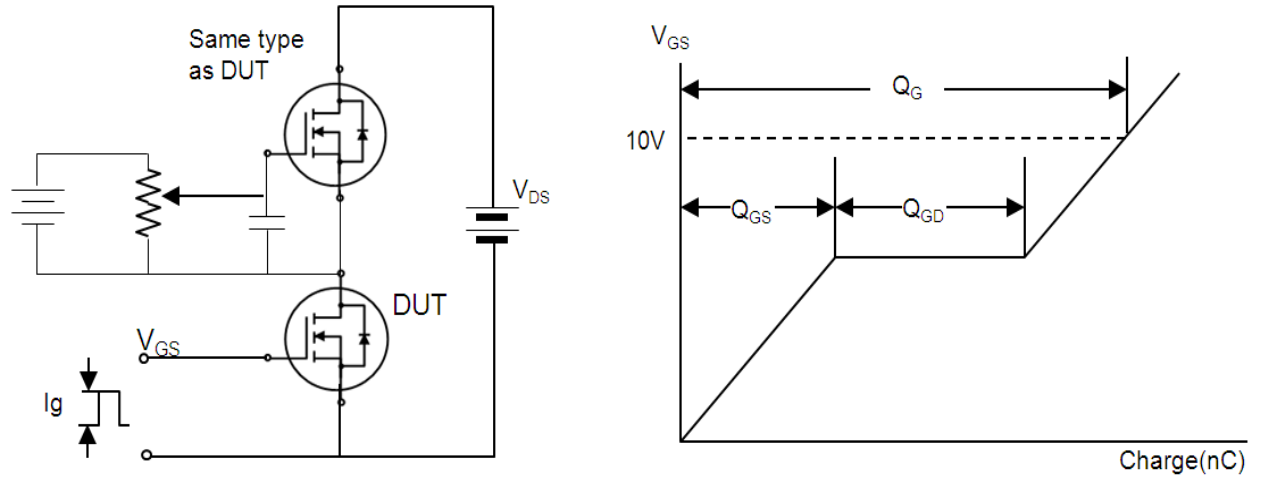 Same type
as DUT
V_DS
DUT
V_GS
Ig
V_GS
Q_G
10V
Q_GS
Q_GD
Charge(nC)